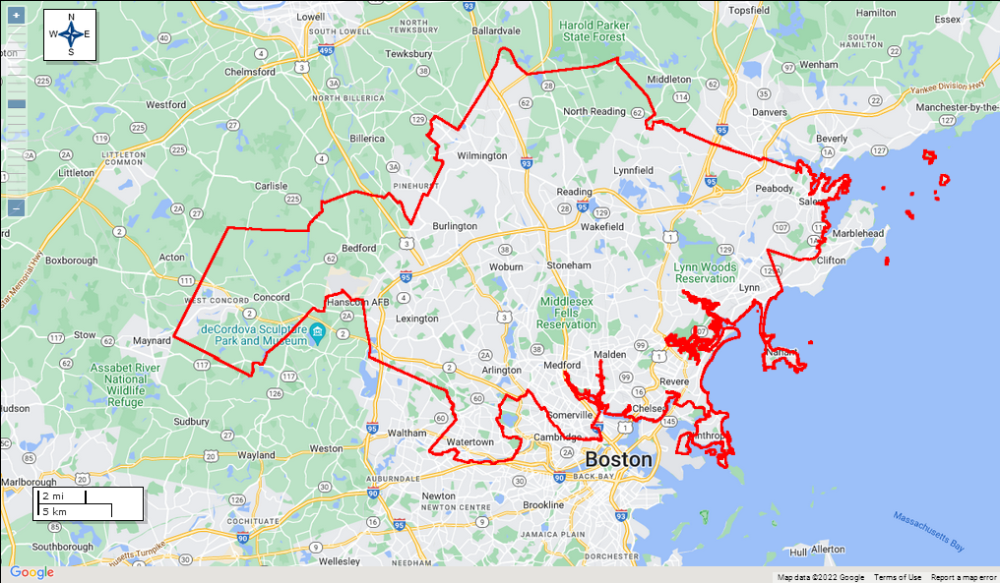 N
W E
S
Lowell
SOUTH LOWELL
NORTH
TEWKSBURY
Ballardvale
Harold Parker
State Forest
Topsfield
Hamilton
Essex
SOUTH
HAMILTON
Tewksbury
Chelmsford
Wenham
Middleton
NORTH BILLERICA
Yankee Division Hwy
Westford
North Reading
Danvers
Manchester-by-the-
Billerica
Beverly
LITTLETON
COMMON
Wilmington
Littleton
Lynnfield
Carlisle
PINEHURST
Reading
Peabody
Salem
Burlington
Wakefield
Marblehead
Bedford
Acton
Boxborough
Woburn
Stoneham
Lynn Woods
Reservation
Clifton
Lynn
WEST CONCORD
Concord
Hanscom AFB
Middlesex
Fells
Reservation
Lexington
deCordova Sculpture
Park and Museum
Stow
Maynard
Nahant
Malden
Medford
Arlington
Assabet River
National
Wildlife
Refuge
Revere
Hudson
Chelsea
Somerville
Sudbury
Winthrop
Waltham
Cambridge
Watertown
Weston
Wayland
Boston
BACK BAY
Marlborough
AUBURNDALE
2 mi
5 km
Newton
NEWTON CENTRE
Brookline
COCHITUATE
Massachusetts Bay
JAMAICA PLAIN
Southborough
Hull
Allerton
Wellesley
NEEDHAM
DORCHESTER
Google
Map data ©2022 Google
Terms of Use
Report a map error